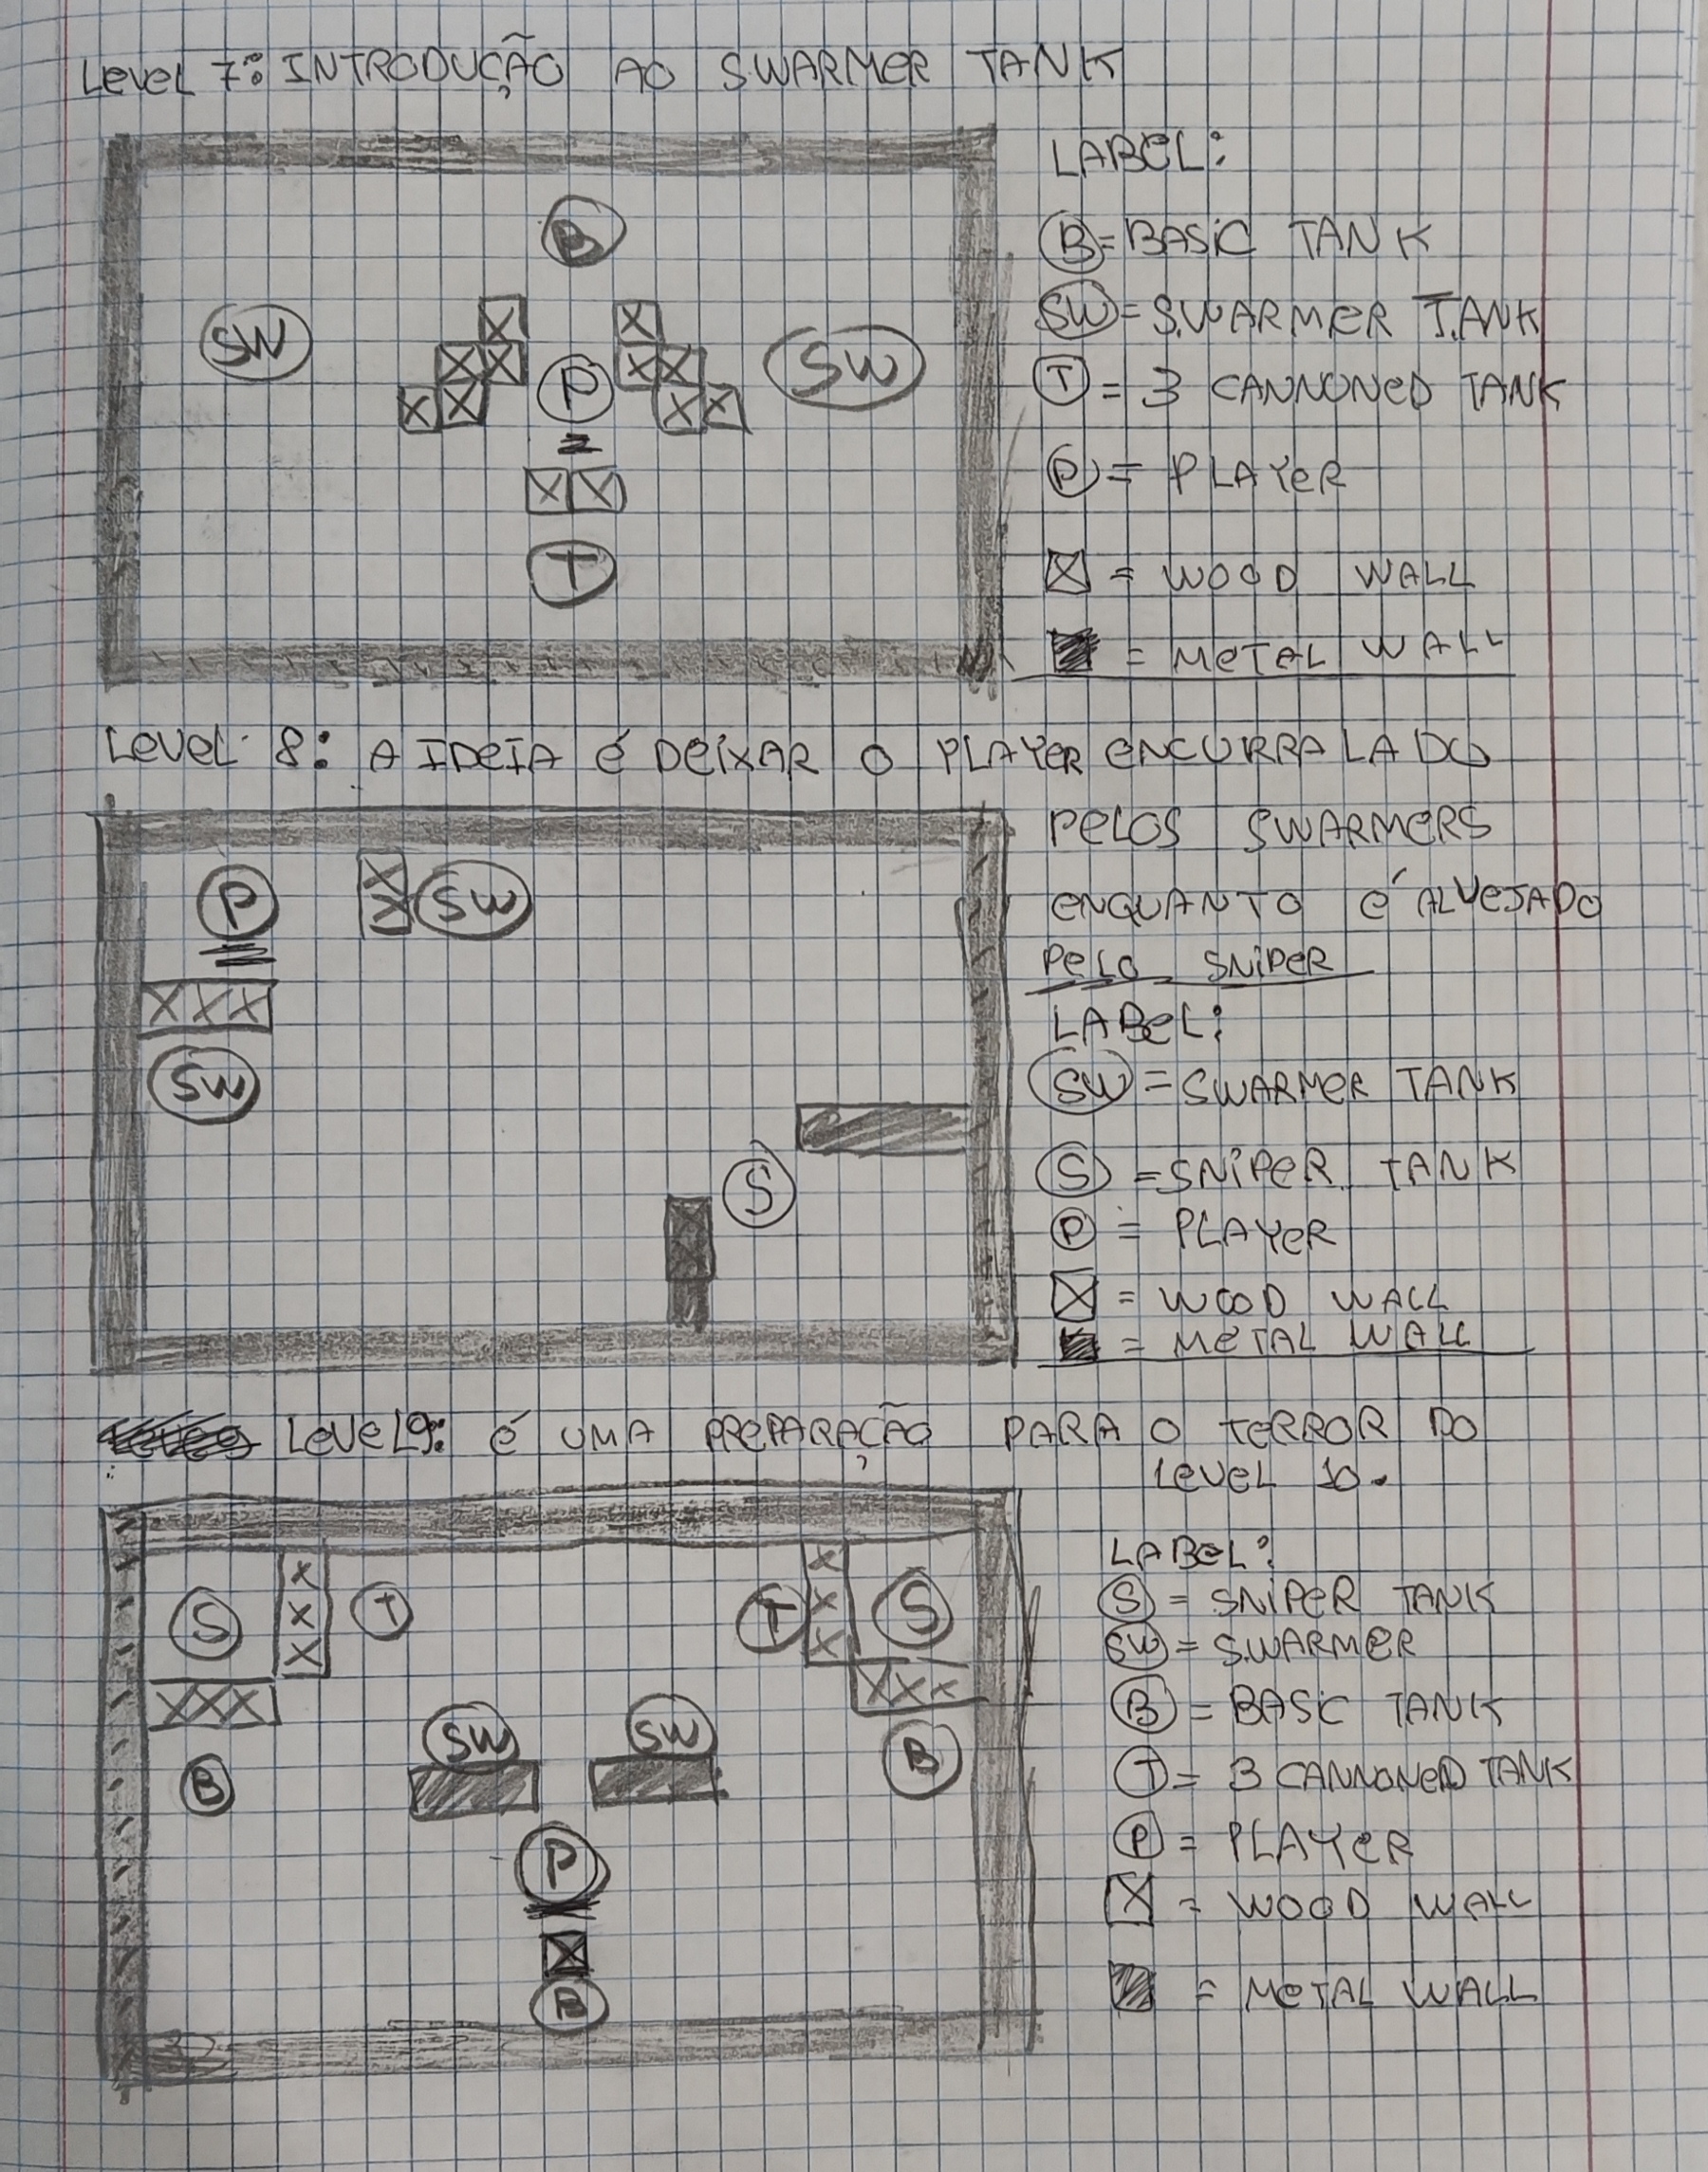 Level 7: INTRODUÇÃO AO SWARMER TANK
LABEL:
B
B = BASIC TANK
SW = SWARMER TANK
SW
SW
X
X
X X
P
X X
T = 3 CANNONED TANK
X X
X X
P = PLAYER
X X
T
X = WOOD WALL
= METAL WALL
Level 8: A IDEIA É DEIXAR O PLAYER ENCURRALADO
PELOS SWARMERS
P
X
X
SW
ENQUANTO É ALVEJADO
PELO SNIPER
X X X
LABEL:
SW
SW = SWARMER TANK
S
S = SNIPER TANK
P = PLAYER
X = WOOD WALL
= METAL WALL
LEVEL 9: É UMA PREPARAÇÃO PARA O TERROR DO
LEVEL 10.
LABEL:
S
X
X
X
T
T
X
X
X
S
S = SNIPER TANK
SW = SWARMER
X X X
X X X
B = BASIC TANK
SW
SW
B
B
T = 3 CANNONED TANK
P
P = PLAYER
X = WOOD WALL
X
B
= METAL WALL